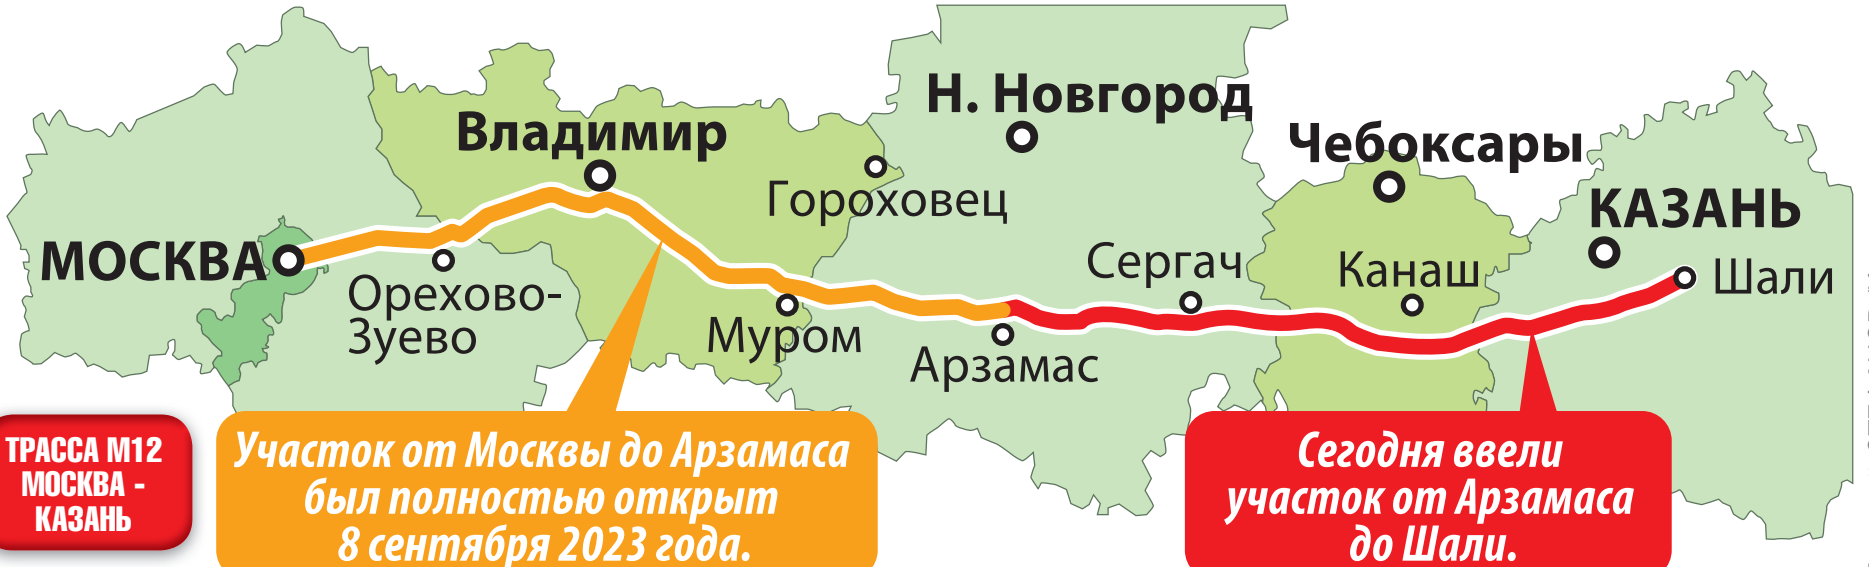 Н. Новгород
Владимир
Чебоксары
Гороховец
КАЗАНЬ
МОСКВА
Сергач
Канаш
Шали
Орехово-
Зуево
Муром
Арзамас
ТРАССА М12
МОСКВА -
КАЗАНЬ
Участок от Москвы до Арзамаса
был полностью открыт
8 сентября 2023 года.
Сегодня ввели
участок от Арзамаса
до Шали.